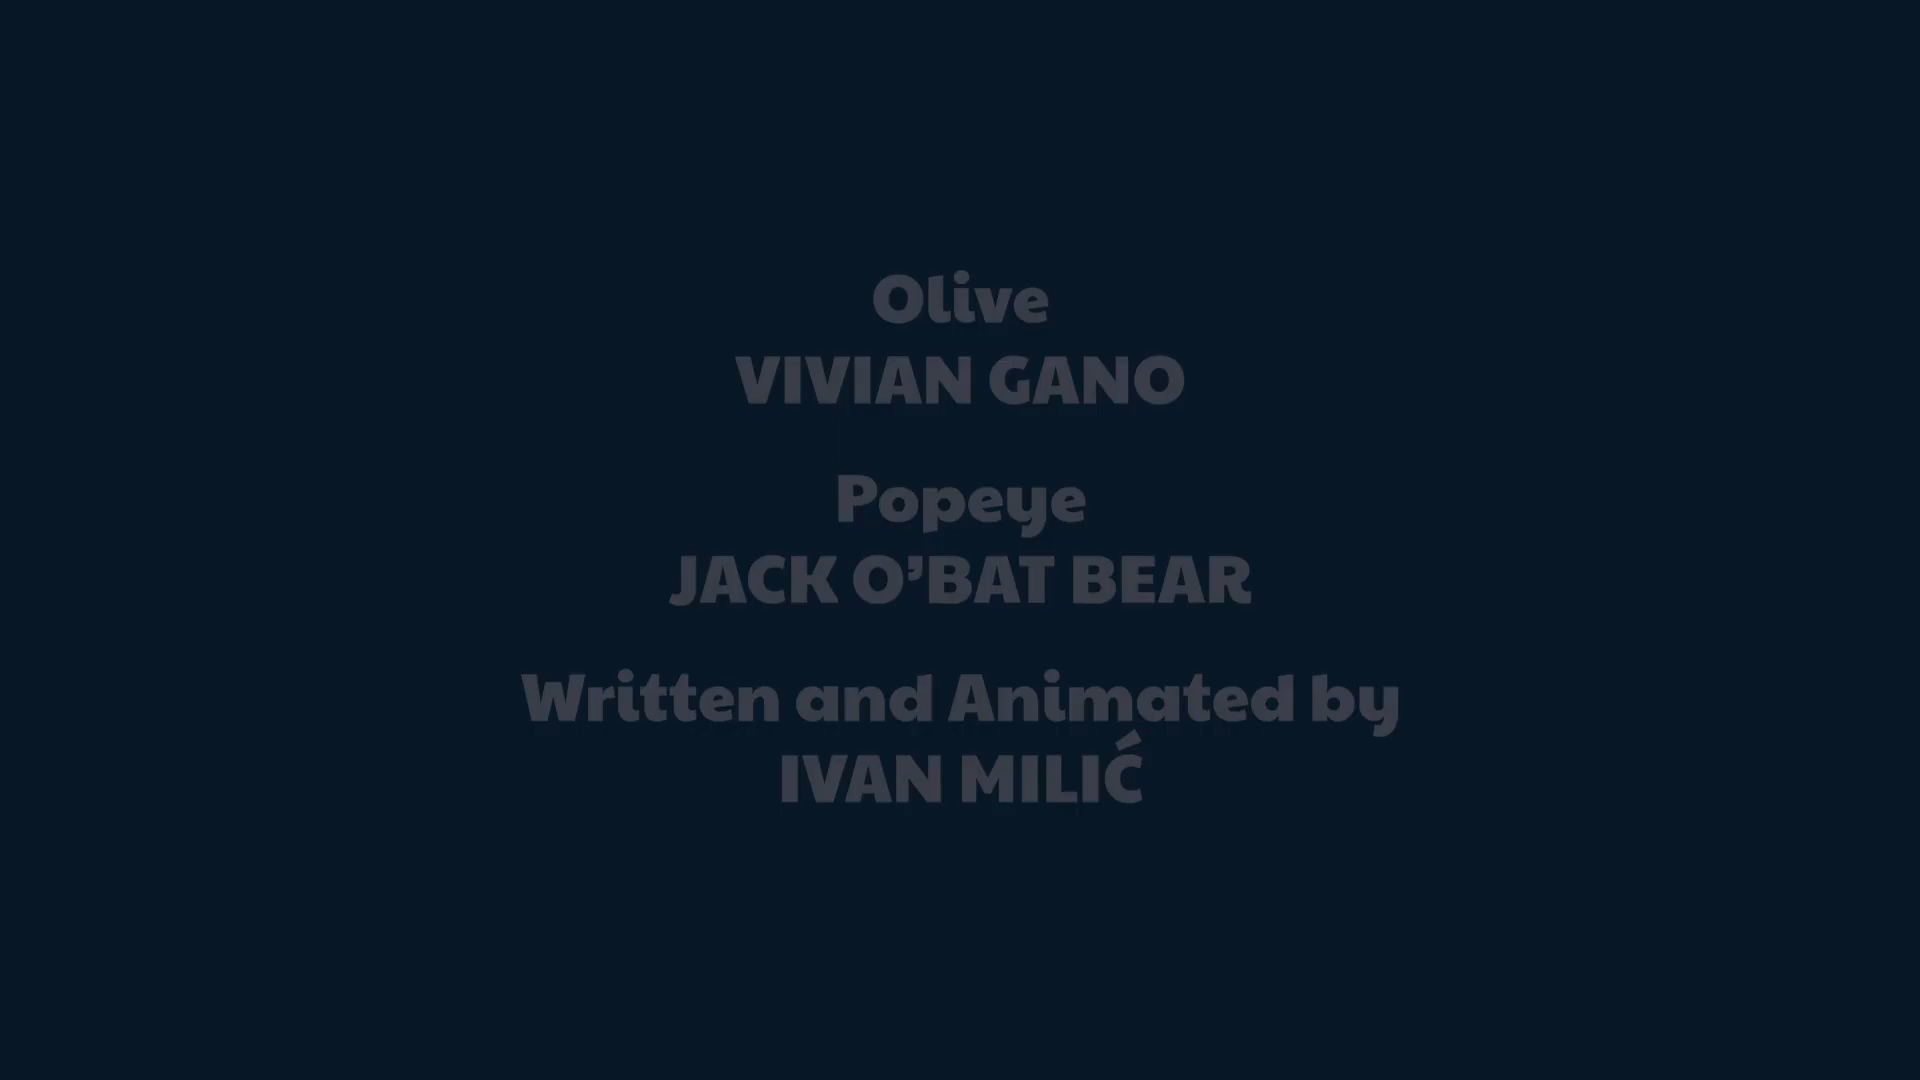 Olive
VIVIAN GANO
Popeye
JACK O’BAT BEAR
Written and Animated by
IVAN MILIĆ